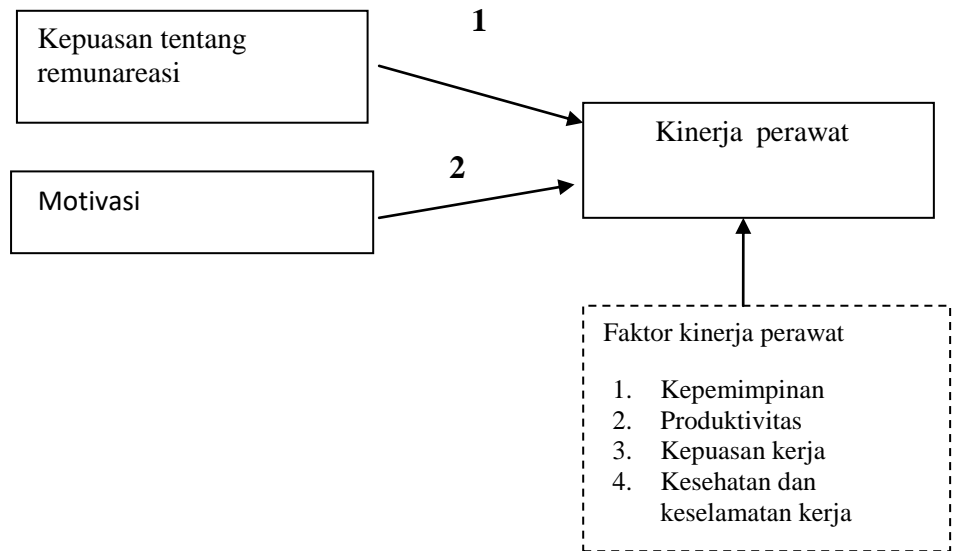 1
Kepuasan tentang
remunareasi
Kinerja perawat
2
Motivasi
Faktor kinerja perawat
1. Kepemimpinan
2. Produktivitas
3. Kepuasan kerja
4. Kesehatan dan
keselamatan kerja